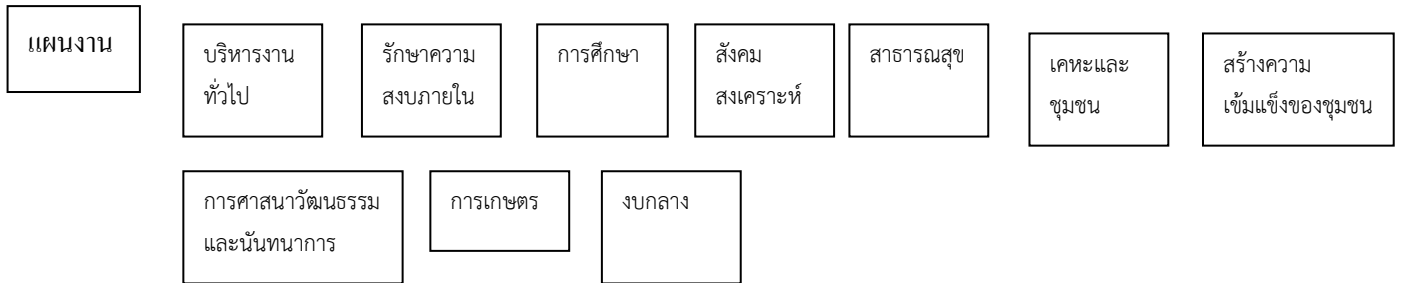 แผนงาน
บริหารงาน
ทั่วไป
รักษาความ
สงบภายใน
การศึกษา
สังคม
สงเคราะห์
สาธารณสุข
เคหะและ
ชุมชน
สร้างความ
เข้มแข็งของชุมชน
การศาสนาวัฒนธรรม
และนันทนาการ
การเกษตร
งบกลาง